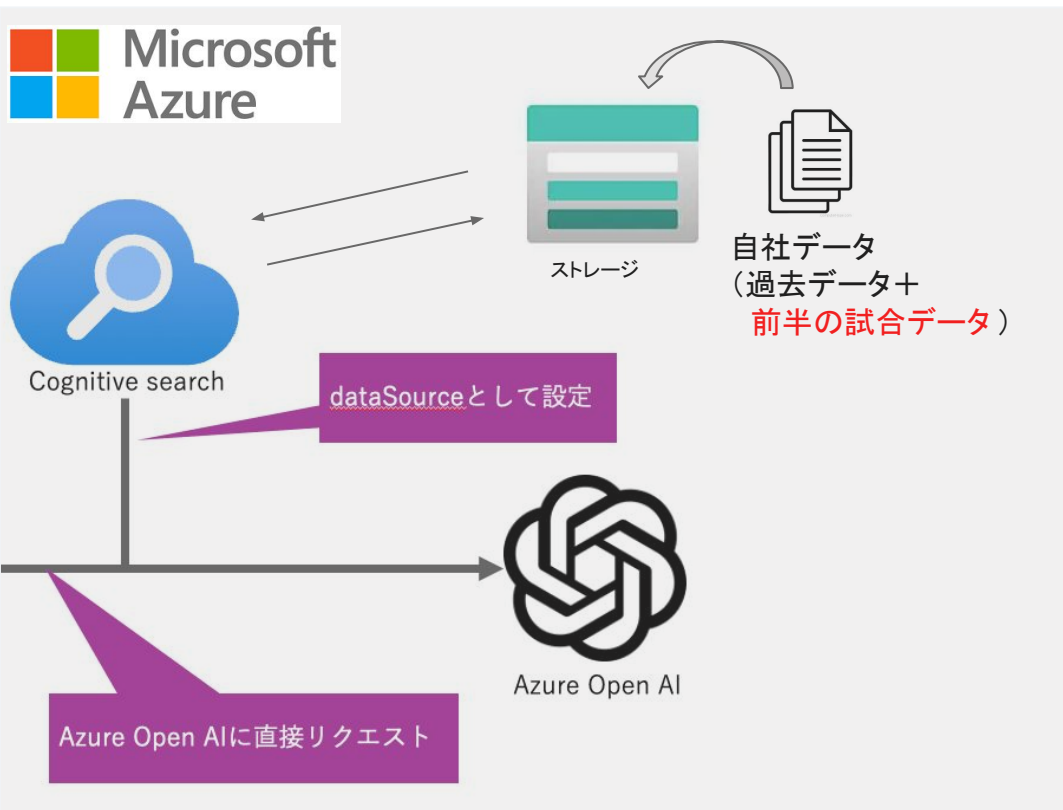 Microsoft
Azure
ストレージ
自社データ
（過去データ＋
前半の試合データ）
Cognitive search
dataSourceとして設定
Azure Open AI
Azure Open AIに直接リクエスト